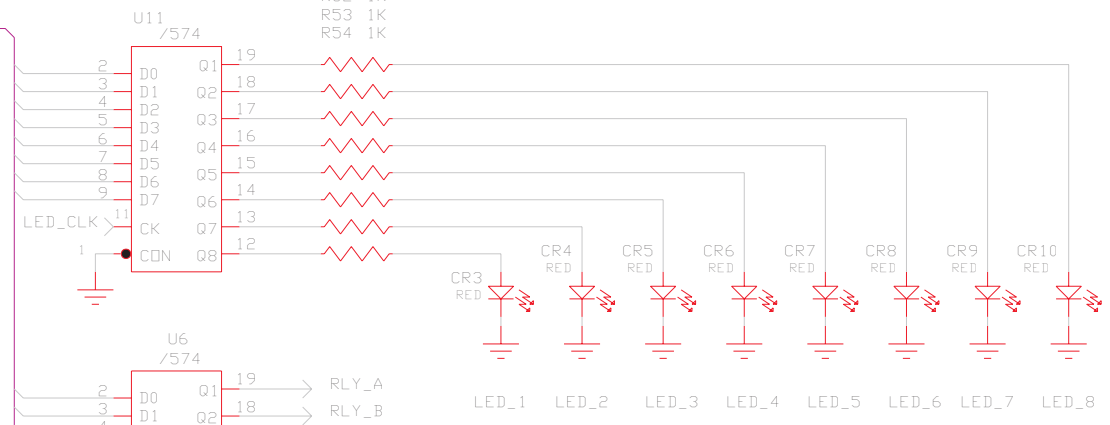 R53 1K
R54 1K
U11
/574
2 D0 Q1 19
3 D1 Q2 18
4 D2 Q3 17
5 D3 Q4 16
6 D4 Q5 15
7 D5 Q6 14
8 D6 Q7 13
9 D7 Q8 12
LED_CLK 11 CK
1 CON
CR3
RED
CR4
RED
CR5
RED
CR6
RED
CR7
RED
CR8
RED
CR9
RED
CR10
RED
LED_1 LED_2 LED_3 LED_4 LED_5 LED_6 LED_7 LED_8
U6
/574
2 D0 Q1 19 RLY_A
3 D1 Q2 18 RLY_B